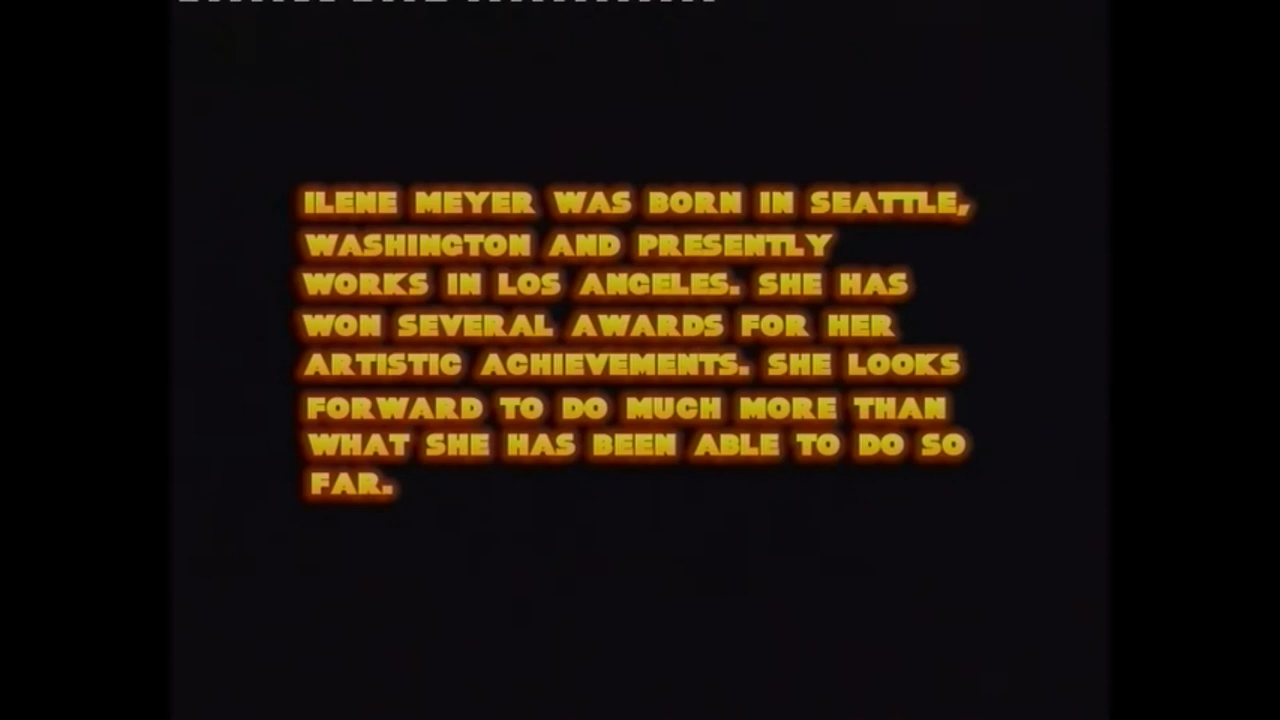 ILENE MEYER WAS BORN IN SEATTLE,
WASHINGTON AND PRESENTLY
WORKS IN LOS ANGELES. SHE HAS
WON SEVERAL AWARDS FOR HER
ARTISTIC ACHIEVEMENTS. SHE LOOKS
FORWARD TO DO MUCH MORE THAN
WHAT SHE HAS BEEN ABLE TO DO SO
FAR.